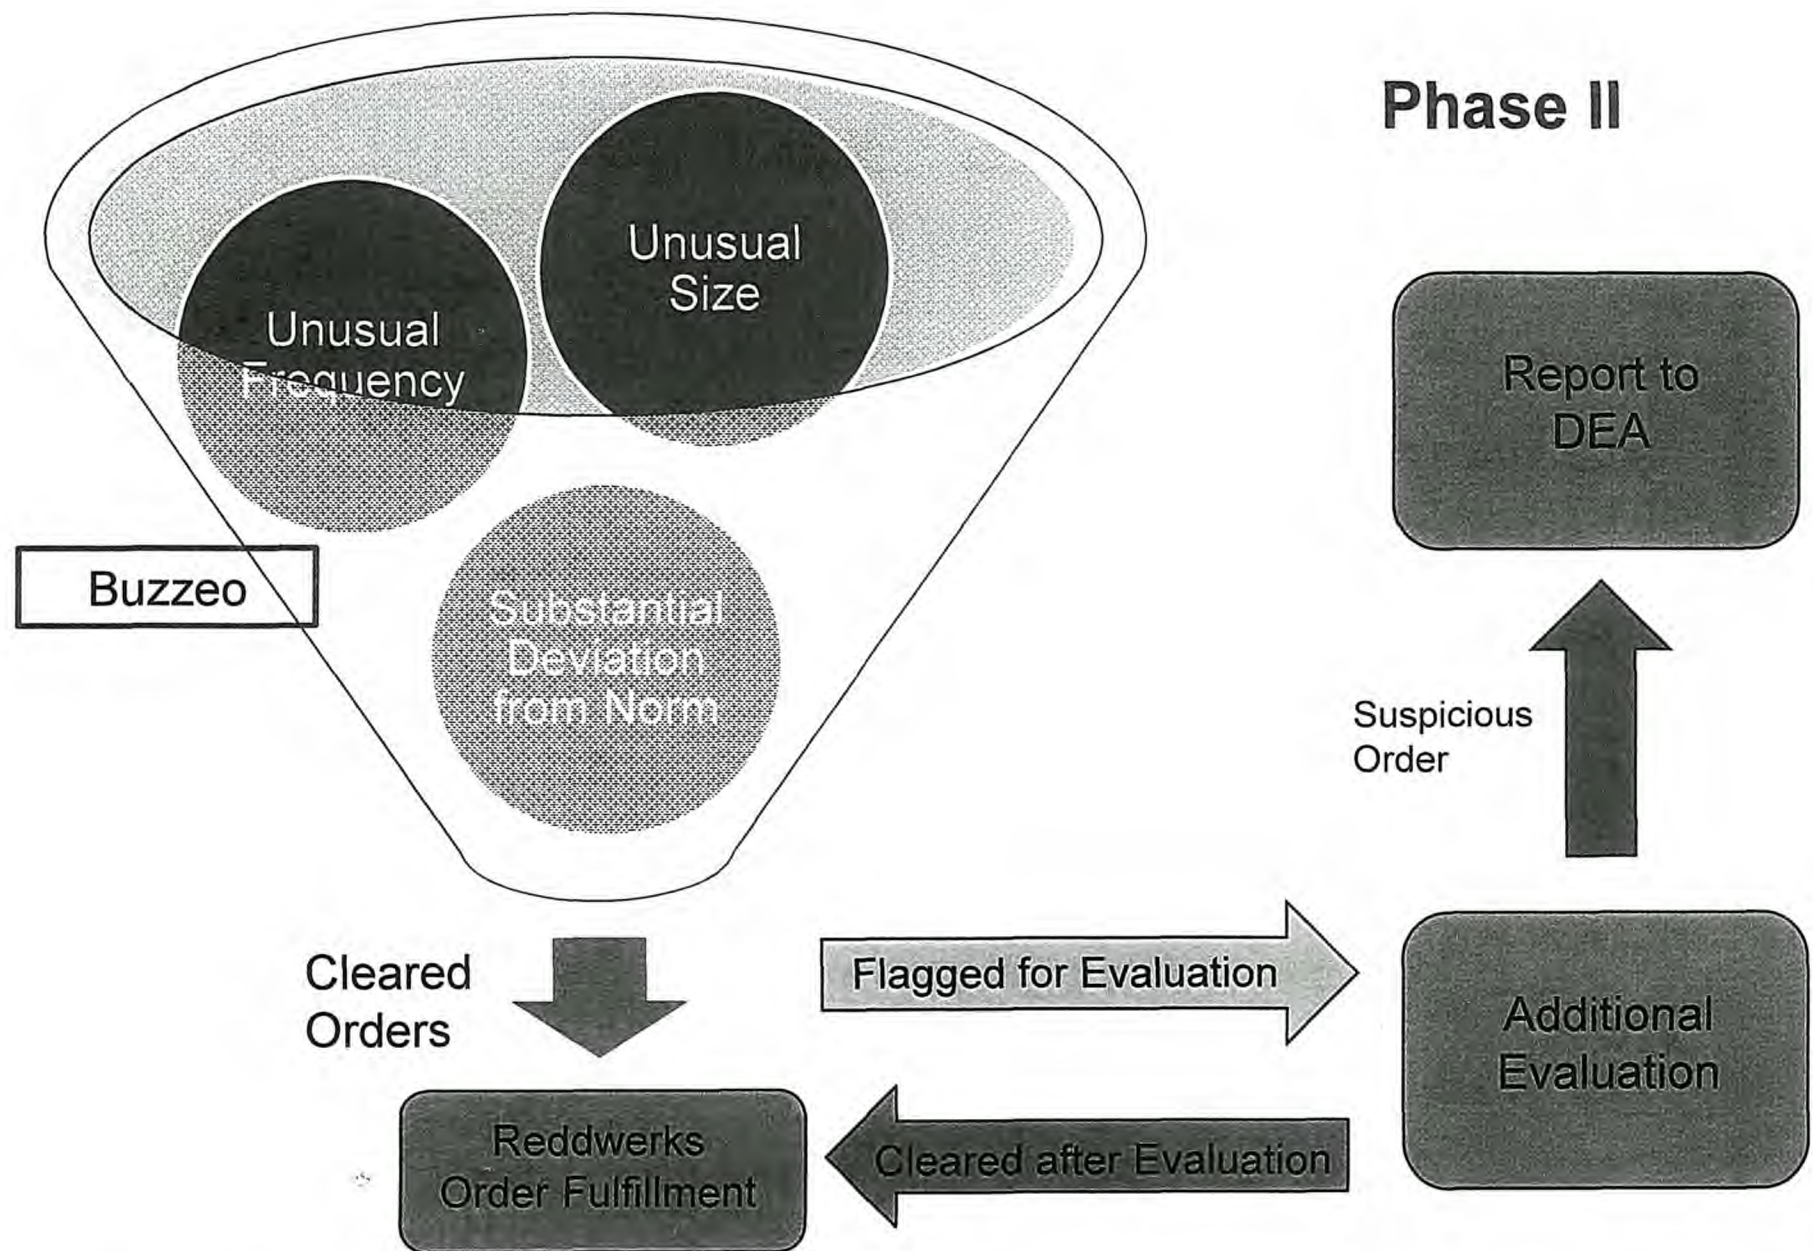 Phase II
Unusual
Size
Unusual
Frequency
Report to
DEA
Buzzeo
Substantial
Deviation
from Norm
Suspicious
Order
Cleared
Orders
Flagged for Evaluation
Additional
Evaluation
Reddwerks
Order Fulfillment
Cleared after Evaluation